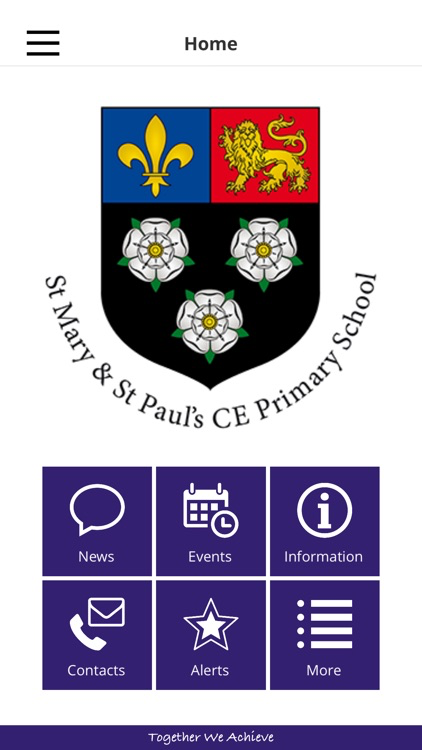 Home
St Mary & St Paul's CE Primary School
News
Events
Information
Contacts
Alerts
More
Together We Achieve